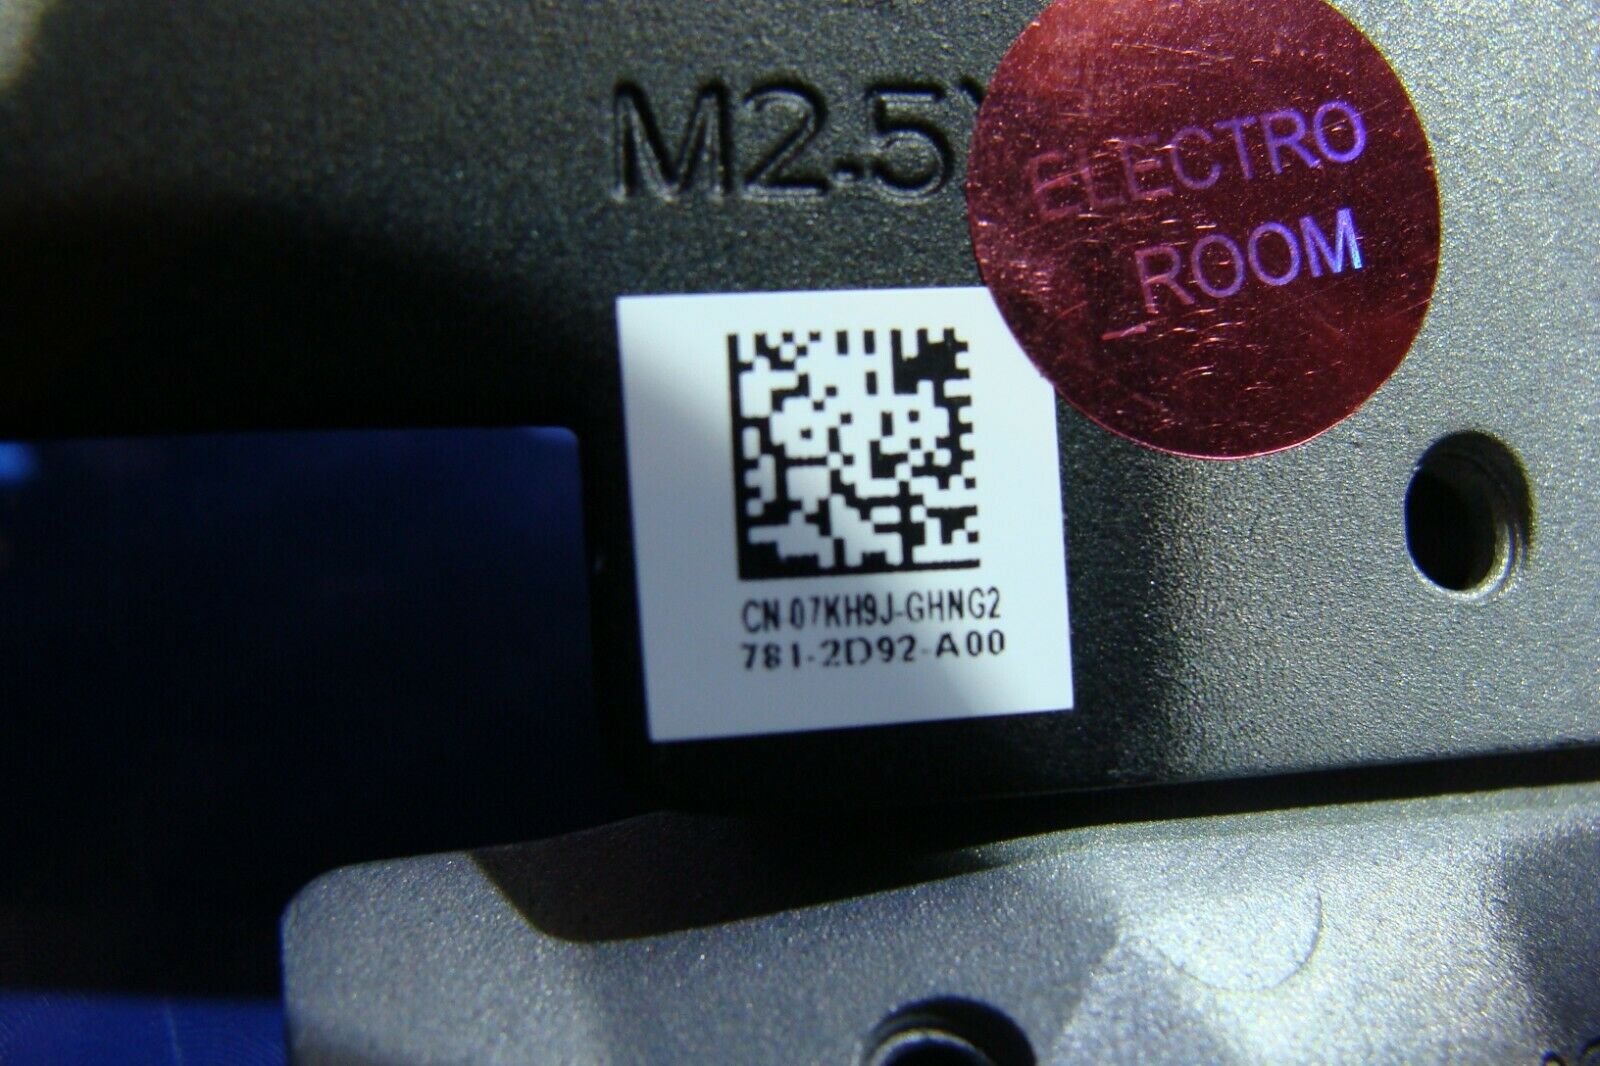 M2.5
ELECTRO
ROOM
CN-07KH9J-GHNG2
781-2D92-A00